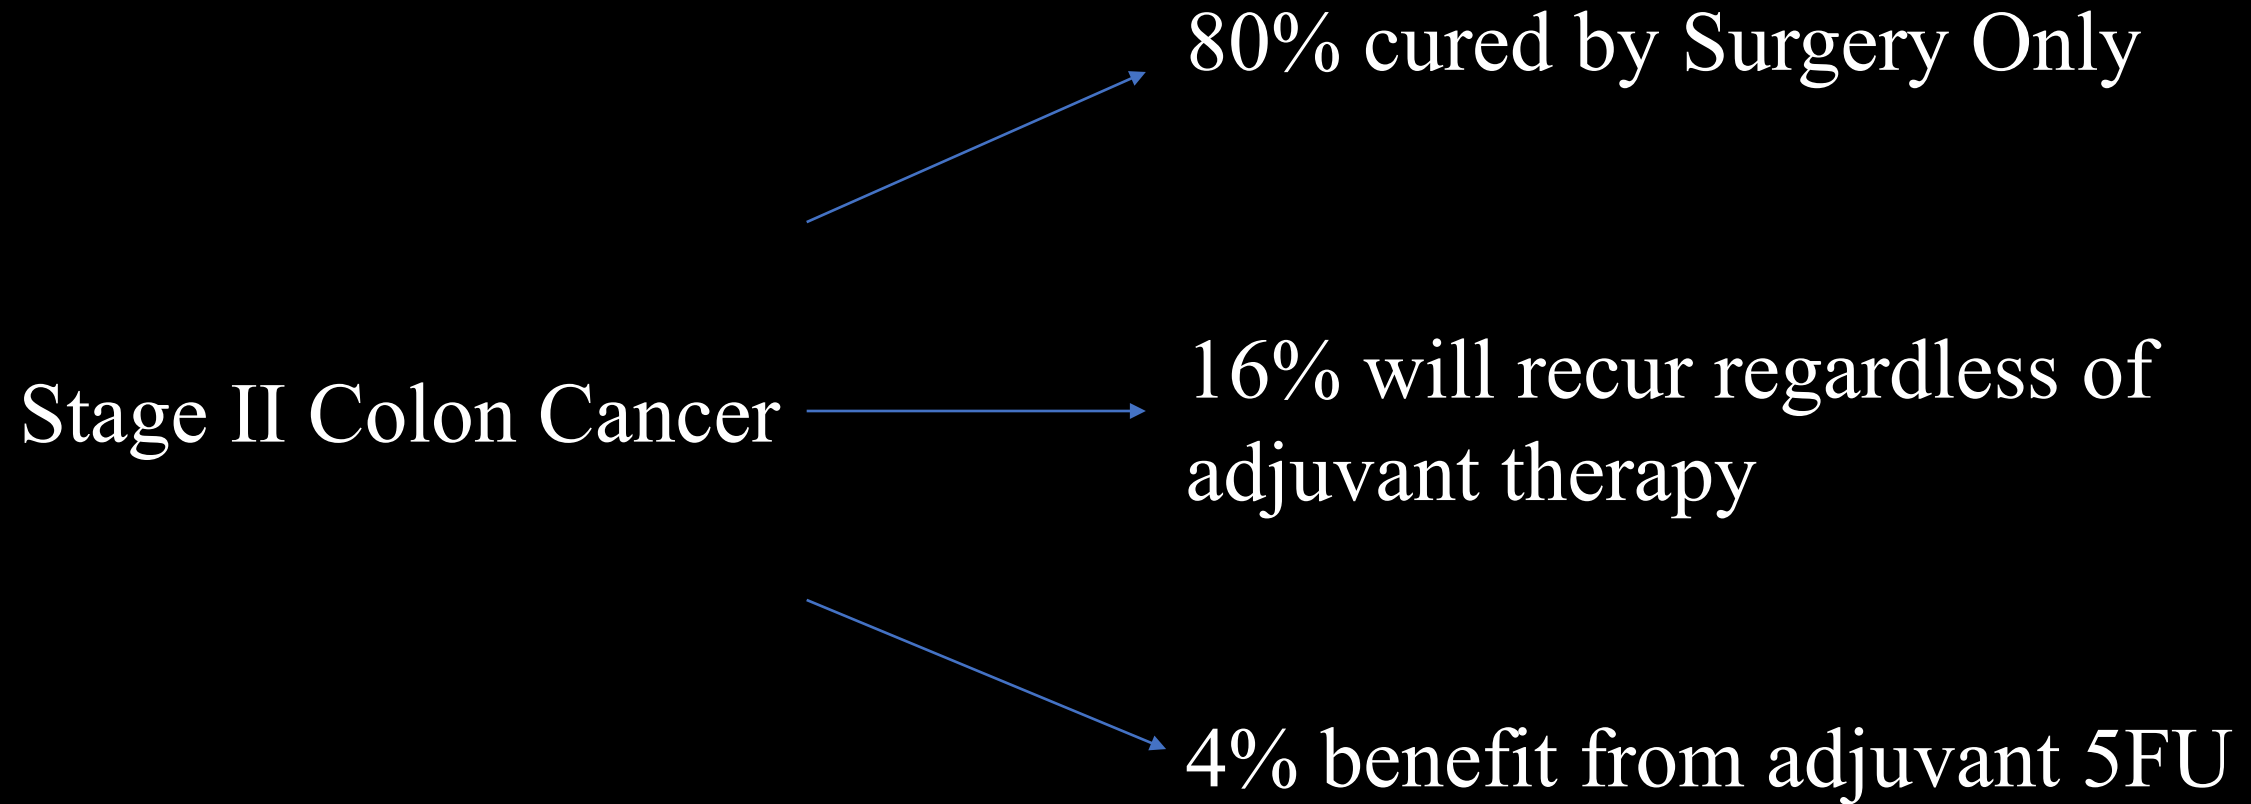 80% cured by Surgery Only
Stage II Colon Cancer
16% will recur regardless of
adjuvant therapy
4% benefit from adjuvant 5FU